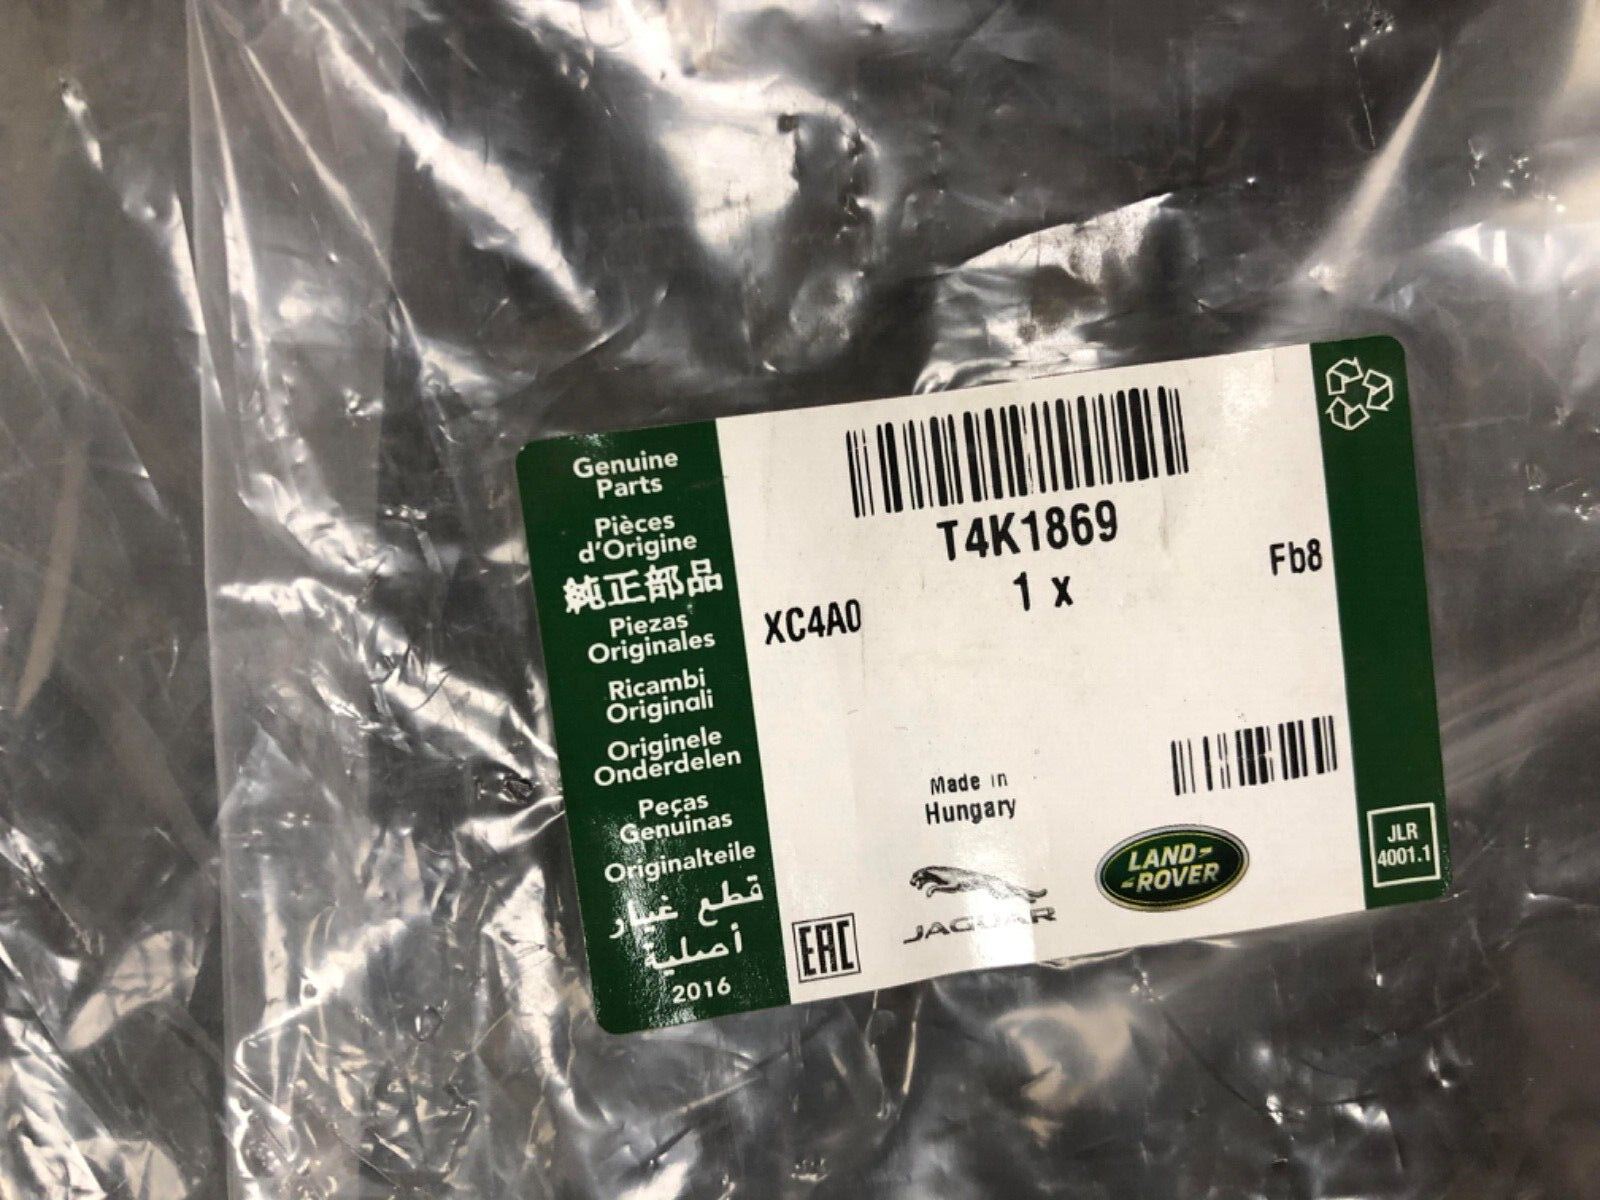 Genuine
Parts
Pièces
d'Origine
純正部品
Piezas
Originales
Ricambi
Originali
Originele
Onderdelen
Peças
Genuinas
Originalteile
قطع غيار
أصلية
2016
T4K1869
1 x
Fb8
XC4A0
Made in
Hungary
JAGUAR
LAND-
-ROVER
EAC
JLR
4001.1